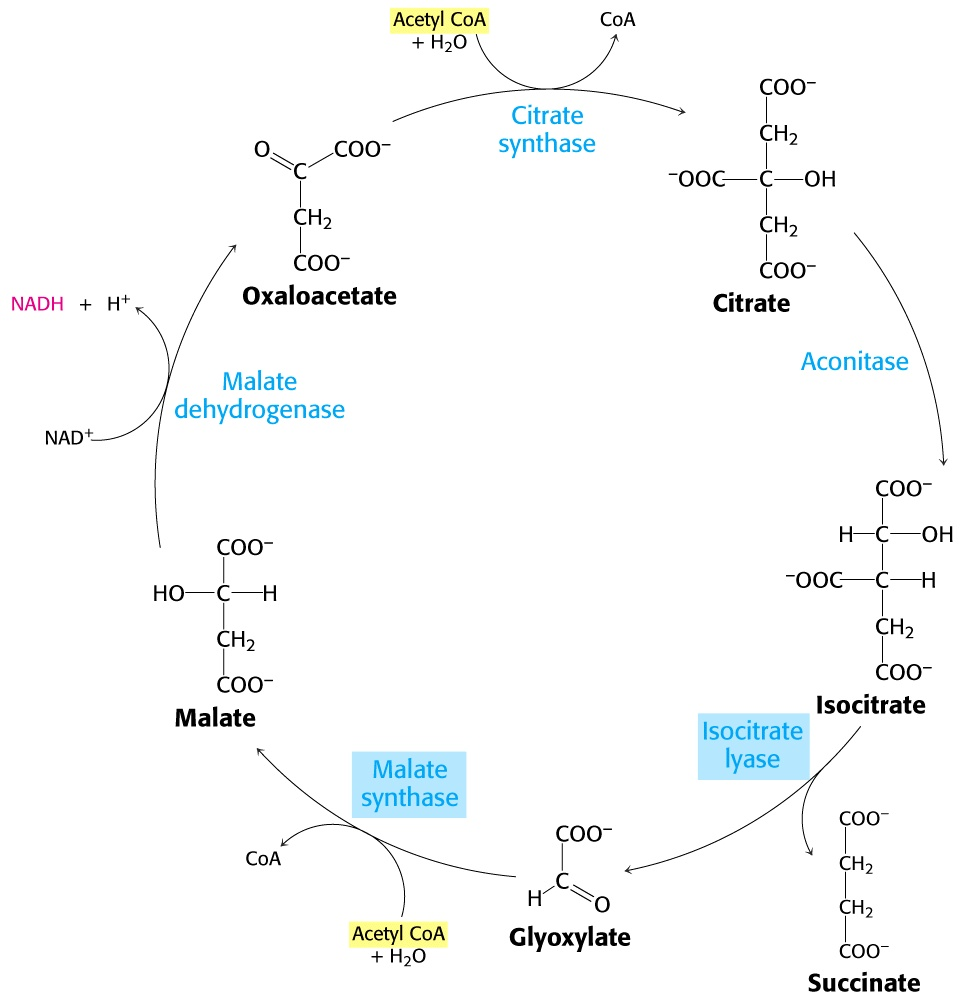 Acetyl CoA
+ H₂O
CoA
Citrate
synthase
O
COO⁻
C
CH₂
COO⁻
Oxaloacetate
COO⁻
CH₂
⁻OOC C OH
CH₂
COO⁻
Citrate
NADH + H⁺
Malate
dehydrogenase
NAD⁺
Aconitase
COO⁻
H C OH
⁻OOC C H
CH₂
COO⁻
Isocitrate
COO⁻
HO C H
CH₂
COO⁻
Malate
Isocitrate
lyase
Malate
synthase
CoA
Acetyl CoA
+ H₂O
COO⁻
C
H
O
Glyoxylate
COO⁻
CH₂
CH₂
COO⁻
Succinate